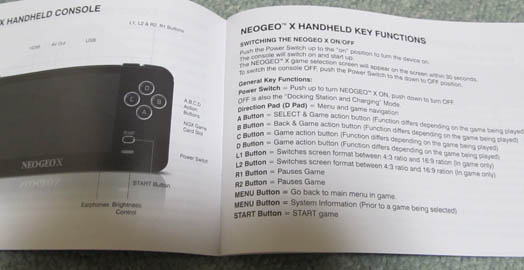 X HANDHELD CONSOLE
L1, L2 & R2, R1 Buttons
HDMI
AV Out
USB
D
C
B
A
A,B,C,D
Action
Buttons
NGX Game
Card Slot
Power Switch
START
NEOGEO X
START Button
Earphones
Brightness
Control
NEOGEO™ X HANDHELD KEY FUNCTIONS
SWITCHING THE NEOGEO X ON/OFF
Push the Power Switch up to the "on" position to turn the device on.
The console will switch on and start up.
The NEOGEO™ X game selection screen will appear on the screen within 30 seconds.
To switch the console OFF, push the Power Switch to the down to OFF position.
General Key Functions:
Power Switch = Push up to turn NEOGEO™ X ON, push down to turn OFF
OFF is also the "Docking Station and Charging" Mode.
Direction Pad (D Pad) = Menu and game navigation
A Button = SELECT & Game action button (Function differs depending on the game being played)
B Button = Back & Game action button (Function differs depending on the game being played)
C Button = Game action button (Function differs depending on the game being played)
D Button = Game action button (Function differs depending on the game being played)
L1 Button = Switches screen format between 4:3 ratio and 16:9 ration (In game only)
L2 Button = Switches screen format between 4:3 ratio and 16:9 ration (In game only)
R1 Button = Pauses Game
R2 Button = Pauses Game
MENU Button = Go back to main menu in game.
MENU Button = System Information (Prior to a game being selected)
START Button = START game